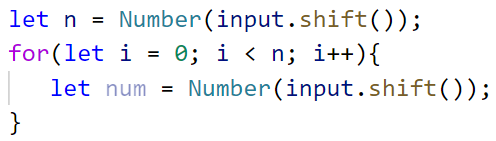 let n = Number(input.shift());
for(let i = 0; i < n; i++){
   let num = Number(input.shift());
}